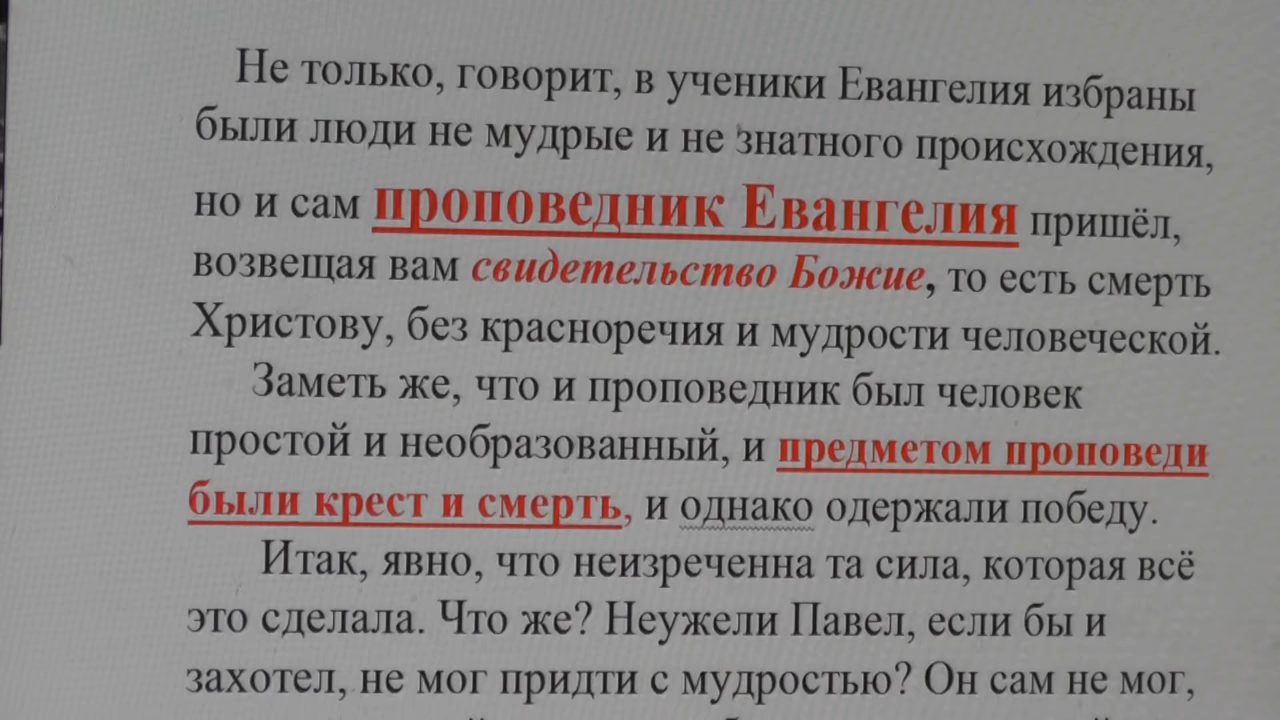 Не только, говорит, в ученики Евангелия избраны
были люди не мудрые и не знатного происхождения,
но и сам проповедник Евангелия пришёл,
возвещая вам свидетельство Божие, то есть смерть
Христову, без красноречия и мудрости человеческой.
Заметь же, что и проповедник был человек
простой и необразованный, и предметом проповеди
были крест и смерть, и однако одержали победу.
Итак, явно, что неизреченна та сила, которая всё
это сделала. Что же? Неужели Павел, если бы и
захотел, не мог придти с мудростью? Он сам не мог,